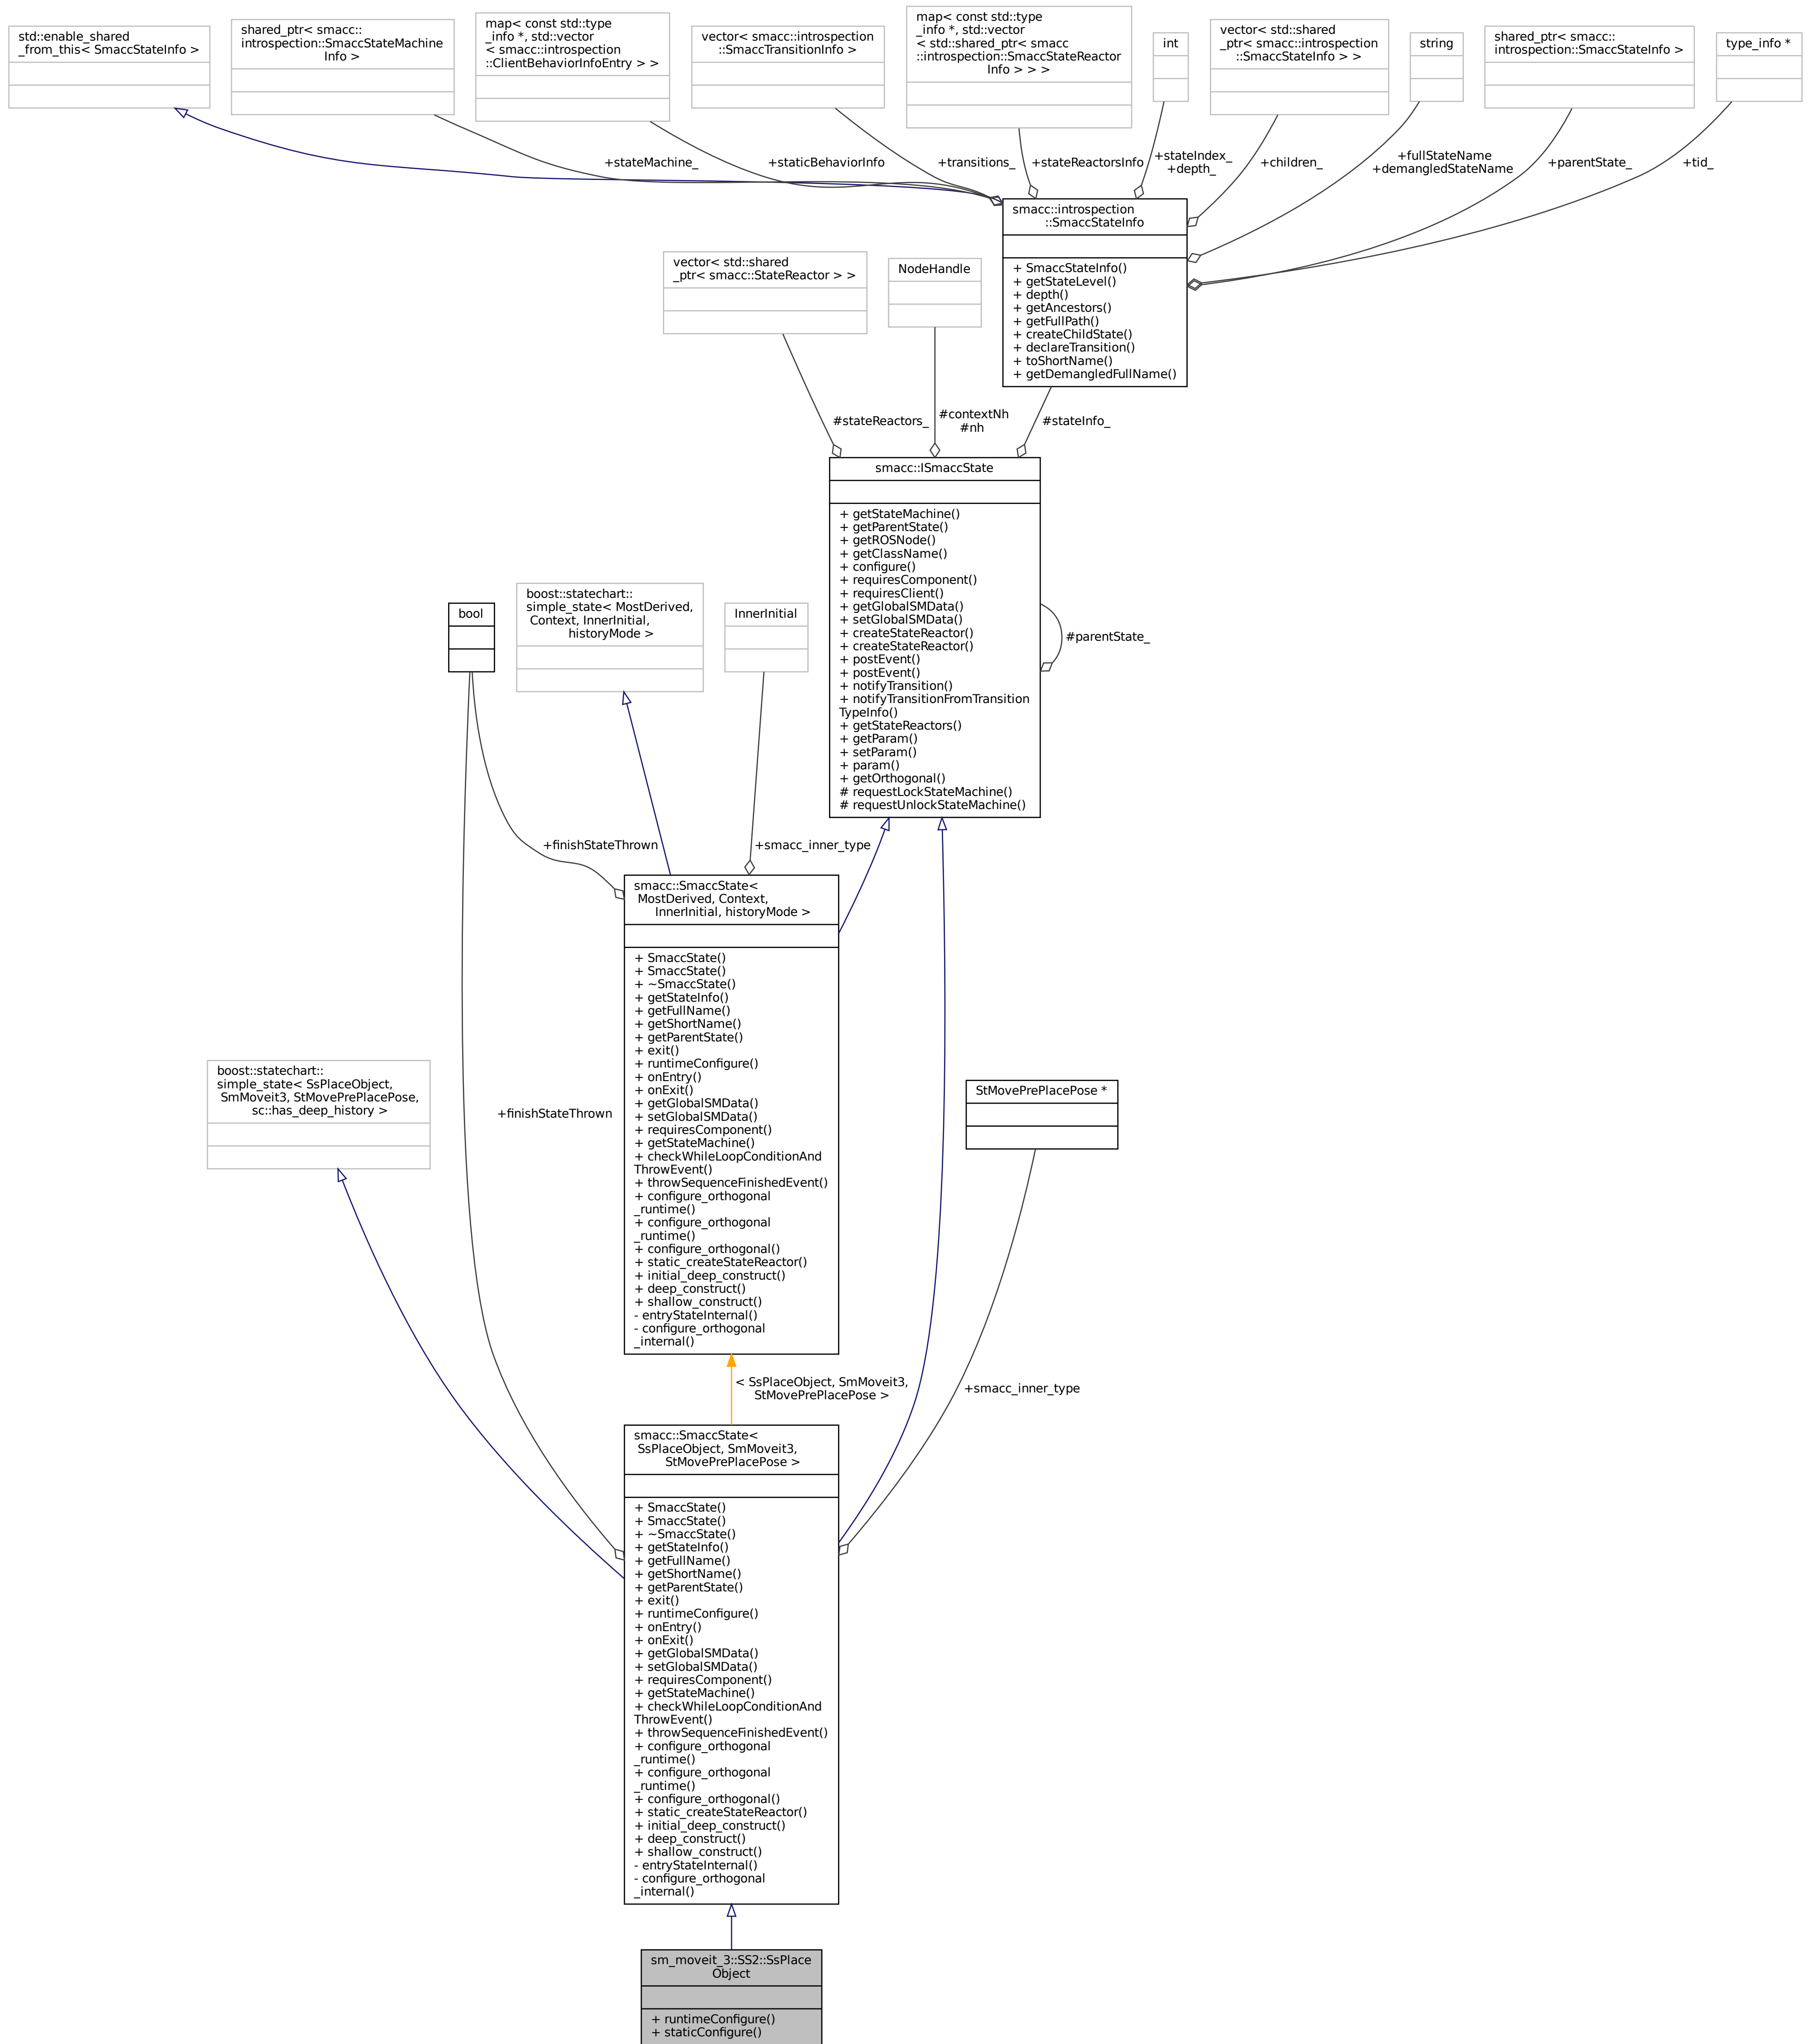 std::enable_shared
_from_this< SmaccStateInfo >
shared_ptr< smacc::
introspection::SmaccStateMachine
Info >
map< const std::type
_info *, std::vector
< smacc::introspection
::ClientBehaviorInfoEntry > >
vector< smacc::introspection
::SmaccTransitionInfo >
map< const std::type
_info *, std::vector
< std::shared_ptr< smacc
::introspection::SmaccStateReactor
Info > > >
int
vector< std::shared
_ptr< smacc::introspection
::SmaccStateInfo > >
string
shared_ptr< smacc::
introspection::SmaccStateInfo >
type_info *
+stateMachine_
+staticBehaviorInfo
+transitions_
+stateReactorsInfo
+stateIndex_
+depth_
+children_
+fullStateName
+demangledStateName
+parentState_
+tid_
smacc::introspection
::SmaccStateInfo
+ SmaccStateInfo()
+ getStateLevel()
+ depth()
+ getAncestors()
+ getFullPath()
+ createChildState()
+ declareTransition()
+ toShortName()
+ getDemangledFullName()
vector< std::shared
_ptr< smacc::StateReactor > >
NodeHandle
#stateReactors_
#contextNh
#nh
#stateInfo_
smacc::ISmaccState
+ getStateMachine()
+ getParentState()
+ getROSNode()
+ getClassName()
+ configure()
+ requiresComponent()
+ requiresClient()
+ getGlobalSMData()
+ setGlobalSMData()
+ createStateReactor()
+ createStateReactor()
+ postEvent()
+ postEvent()
+ notifyTransition()
+ notifyTransitionFromTransition
TypeInfo()
+ getStateReactors()
+ getParam()
+ setParam()
+ param()
+ getOrthogonal()
# requestLockStateMachine()
# requestUnlockStateMachine()
#parentState_
bool
boost::statechart::
simple_state< MostDerived,
Context, InnerInitial,
historyMode >
InnerInitial
+finishStateThrown
+smacc_inner_type
smacc::SmaccState<
MostDerived, Context,
InnerInitial, historyMode >
+ SmaccState()
+ SmaccState()
+ ~SmaccState()
+ getStateInfo()
+ getFullName()
+ getShortName()
+ getParentState()
+ exit()
+ runtimeConfigure()
+ onEntry()
+ onExit()
+ getGlobalSMData()
+ setGlobalSMData()
+ requiresComponent()
+ getStateMachine()
+ checkWhileLoopConditionAnd
ThrowEvent()
+ throwSequenceFinishedEvent()
+ configure_orthogonal
_runtime()
+ configure_orthogonal
_runtime()
+ configure_orthogonal()
+ static_createStateReactor()
+ initial_deep_construct()
+ deep_construct()
+ shallow_construct()
- entryStateInternal()
- configure_orthogonal
_internal()
boost::statechart::
simple_state< SsPlaceObject,
SmMoveit3, StMovePrePlacePose,
sc::has_deep_history >
+finishStateThrown
StMovePrePlacePose *
< SsPlaceObject, SmMoveit3,
StMovePrePlacePose >
+smacc_inner_type
smacc::SmaccState<
SsPlaceObject, SmMoveit3,
StMovePrePlacePose >
+ SmaccState()
+ SmaccState()
+ ~SmaccState()
+ getStateInfo()
+ getFullName()
+ getShortName()
+ getParentState()
+ exit()
+ runtimeConfigure()
+ onEntry()
+ onExit()
+ getGlobalSMData()
+ setGlobalSMData()
+ requiresComponent()
+ getStateMachine()
+ checkWhileLoopConditionAnd
ThrowEvent()
+ throwSequenceFinishedEvent()
+ configure_orthogonal
_runtime()
+ configure_orthogonal
_runtime()
+ configure_orthogonal()
+ static_createStateReactor()
+ initial_deep_construct()
+ deep_construct()
+ shallow_construct()
- entryStateInternal()
- configure_orthogonal
_internal()
sm_moveit_3::SS2::SsPlace
Object
+ runtimeConfigure()
+ staticConfigure()